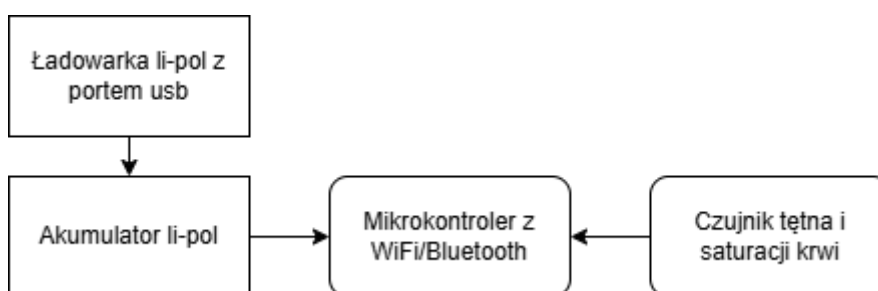 Ładowarka li-pol z
portem usb
Akumulator li-pol
Mikrokontroler z
WiFi/Bluetooth
Czujnik tętna i
saturacji krwi